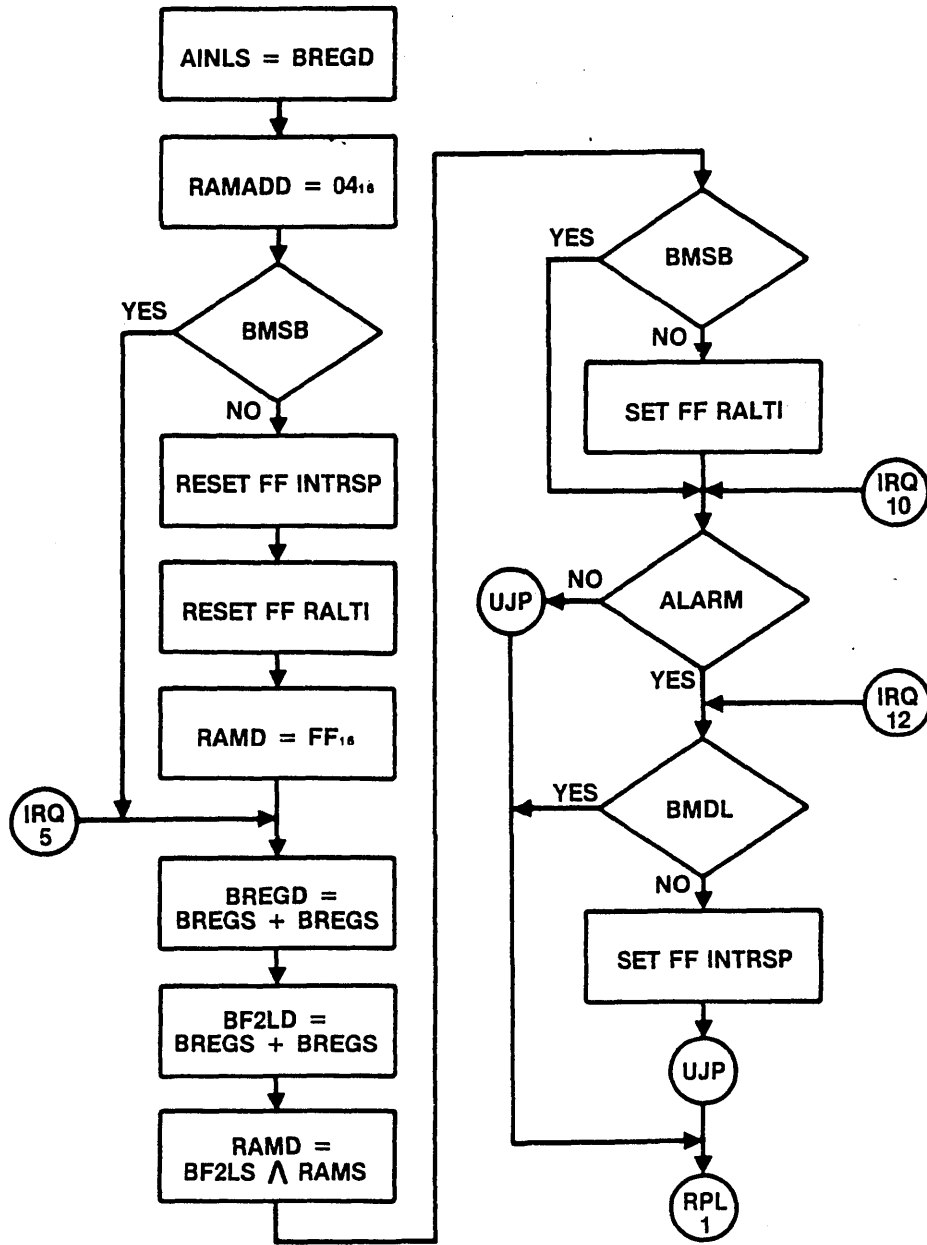 AINLS = BREGD
RAMADD = 04₁₆
BMSB
YES
NO
RESET FF INTRSP
RESET FF RALTI
RAMD = FF₁₆
IRQ
5
BREGD =
BREGS + BREGS
BF2LD =
BREGS + BREGS
RAMD =
BF2LS ⋀ RAMS
BMSB
YES
NO
SET FF RALTI
IRQ
10
ALARM
NO
UJP
YES
IRQ
12
BMDL
YES
NO
SET FF INTRSP
UJP
RPL
1